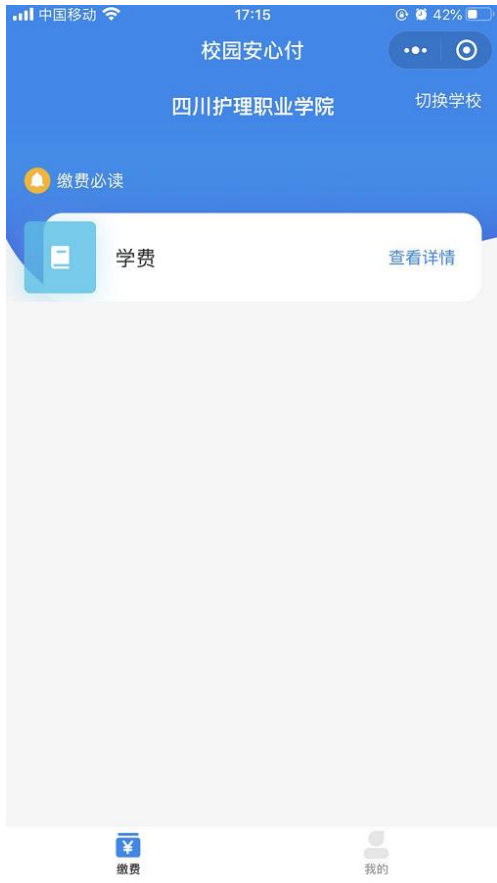 中国移动 17:15 42%
校园安心付
四川护理职业学院 切换学校
缴费必读
学费 查看详情
¥
缴费 我的